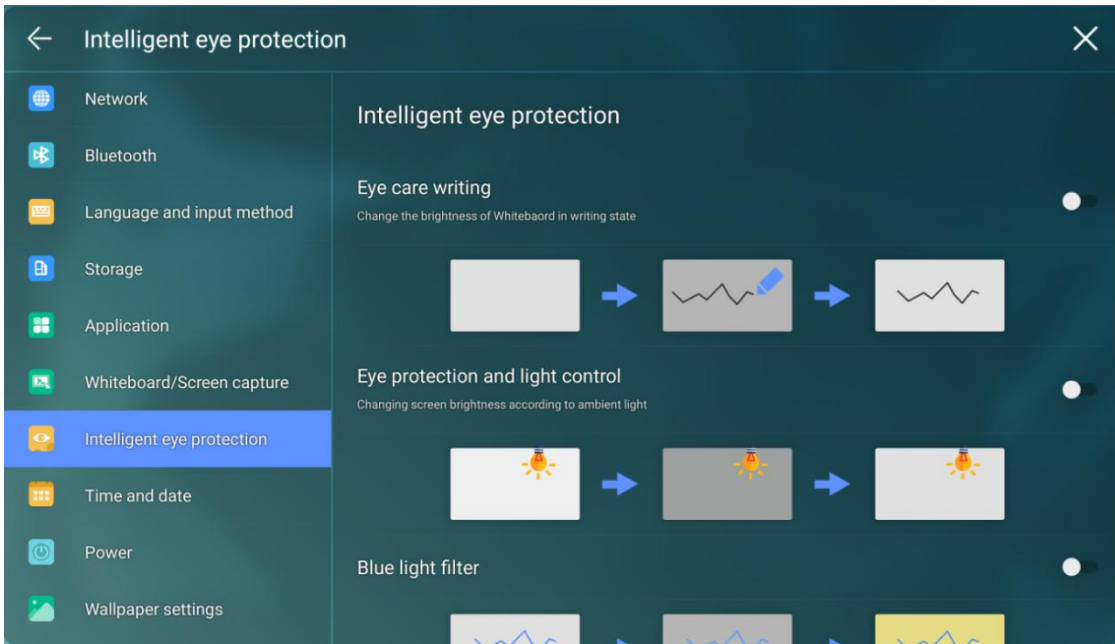 Intelligent eye protection
Network
Bluetooth
Language and input method
Storage
Application
Whiteboard/Screen capture
Intelligent eye protection
Time and date
Power
Wallpaper settings
Intelligent eye protection
Eye care writing
Change the brightness of Whitebaord in writing state
Eye protection and light control
Changing screen brightness according to ambient light
Blue light filter